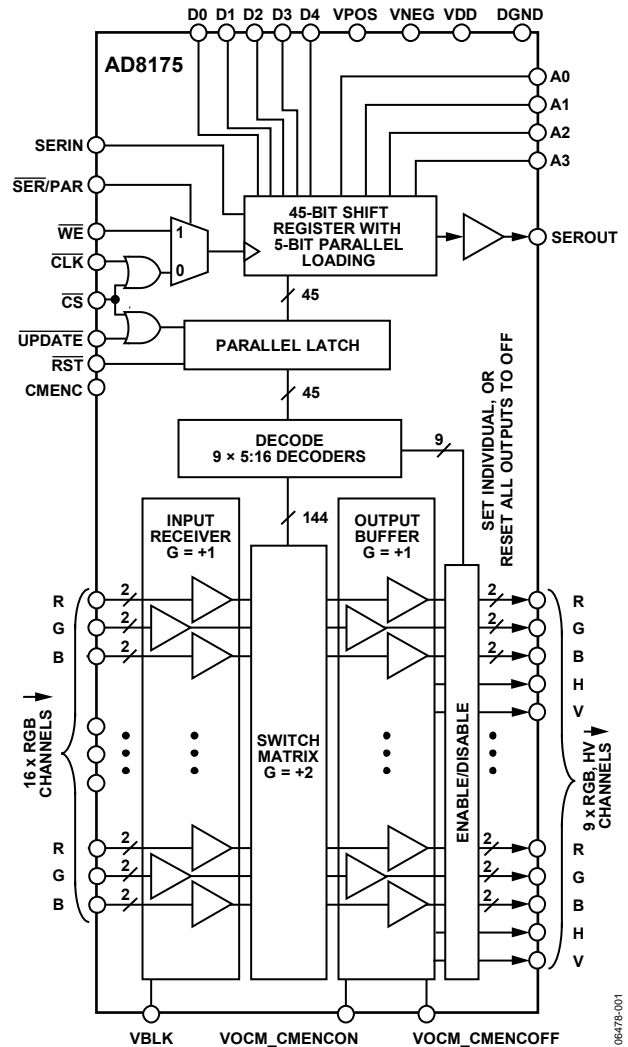 D0 D1 D2 D3 D4 VPOS VNEG VDD DGND
AD8175
A0
A1
A2
A3
SERIN
SER/PAR
WE
CLK
CS
UPDATE
RST
CMENC
1
0
45-BIT SHIFT
REGISTER WITH
5-BIT PARALLEL
LOADING
SEROUT
45
PARALLEL LATCH
45
DECODE
9 × 5:16 DECODERS
9
SET INDIVIDUAL, OR
RESET ALL OUTPUTS TO OFF
144
INPUT
RECEIVER
G = +1
OUTPUT
BUFFER
G = +1
R 2 2 R
G 2 2 G
B 2 2 B
H
V
16 x RGB
CHANNELS
SWITCH
MATRIX
G = +2
ENABLE/DISABLE
9 x RGB, HV
CHANNELS
R 2 2 R
G 2 2 G
B 2 2 B
H
V
VBLK VOCM_CMENCON VOCM_CMENCOFF
06478-001